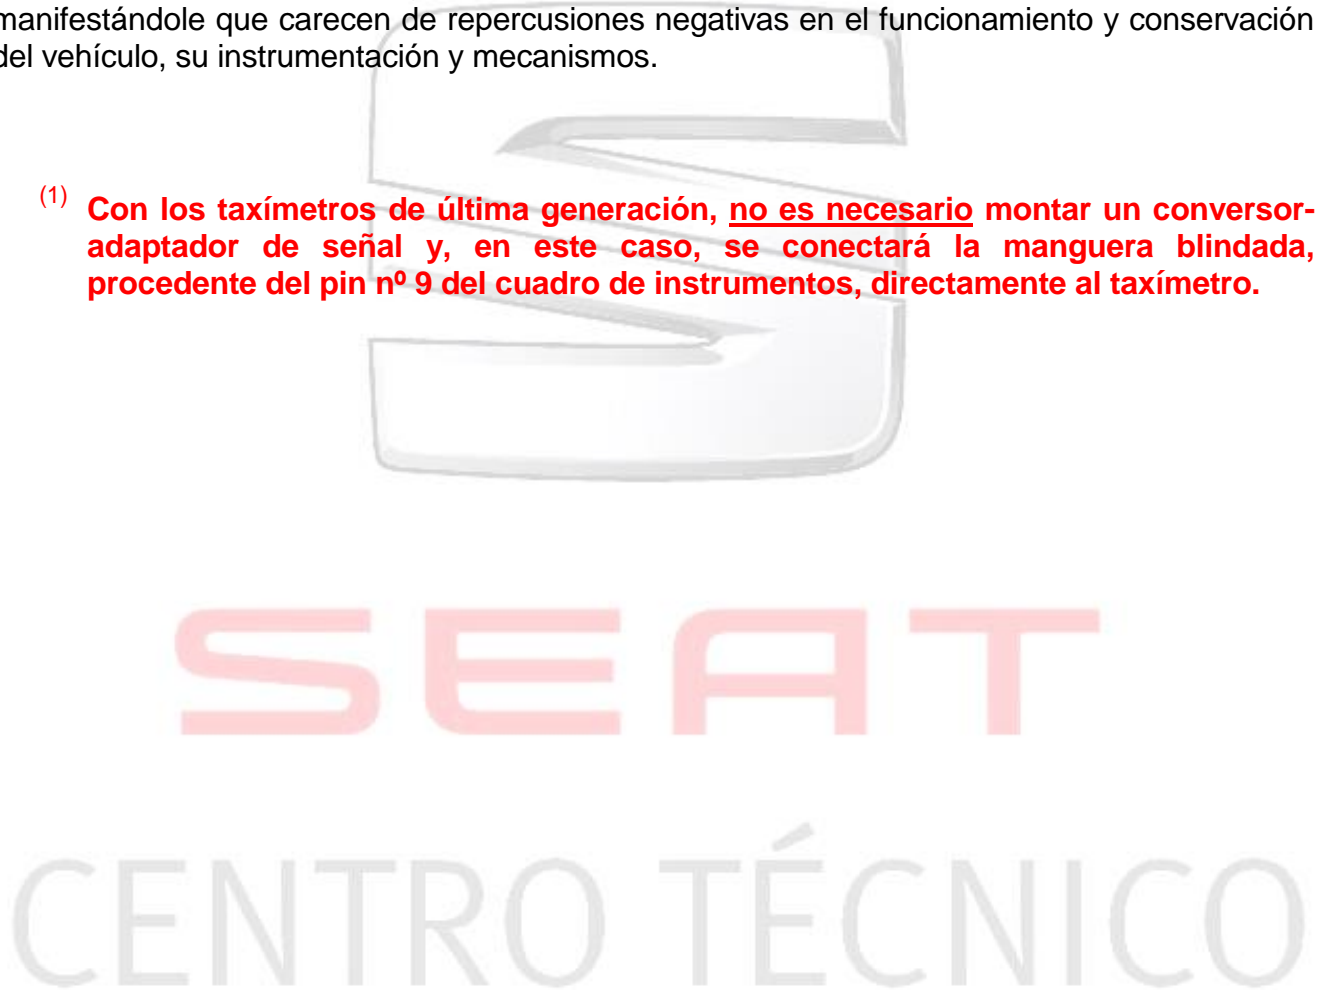 manifestándole que carecen de repercusiones negativas en el funcionamiento y conservación
del vehículo, su instrumentación y mecanismos.
(1) Con los taxímetros de última generación, no es necesario montar un conversor-
adaptador de señal y, en este caso, se conectará la manguera blindada,
procedente del pin nº 9 del cuadro de instrumentos, directamente al taxímetro.
SEAT
CENTRO TÉCNICO